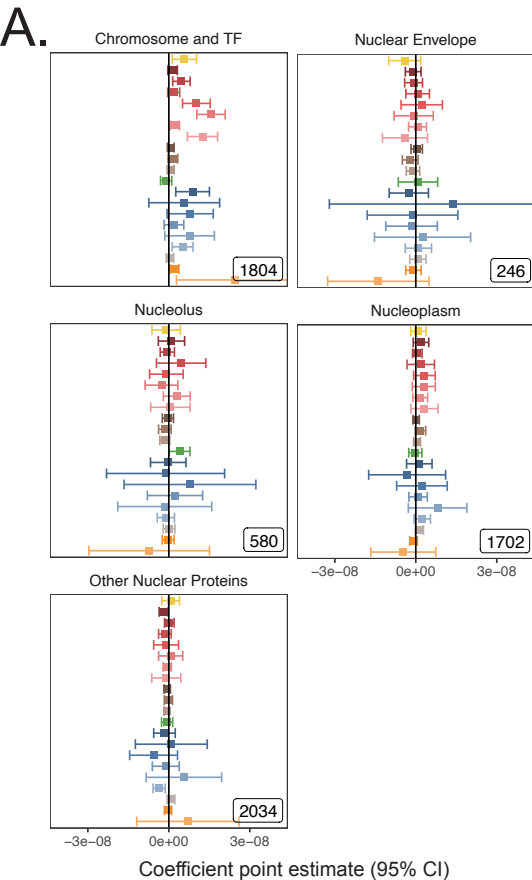 A.
Chromosome and TF
Nuclear Envelope
1804
246
Nucleolus
Nucleoplasm
580
1702
−3e−08 0e+00 3e−08
Other Nuclear Proteins
2034
−3e−08 0e+00 3e−08
Coefficient point estimate (95% CI)